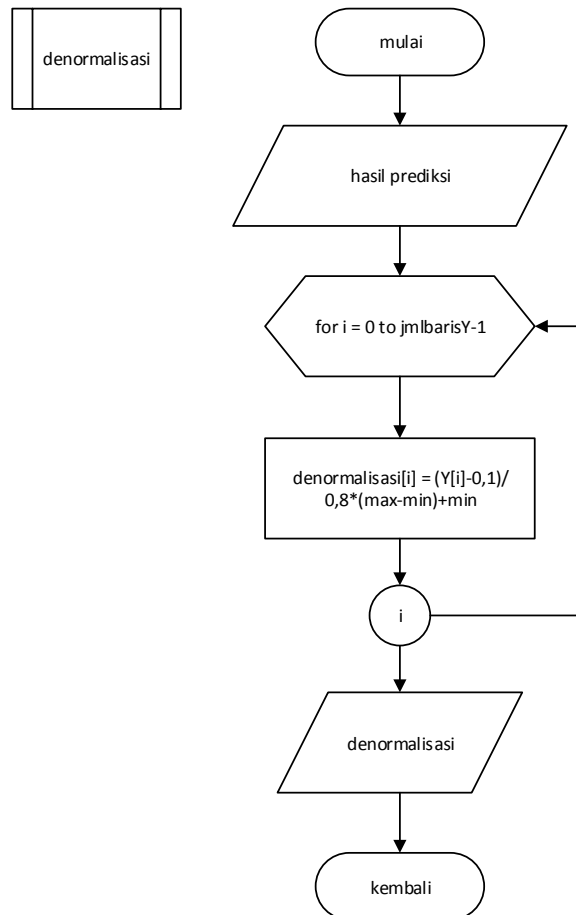 denormalisasi
mulai
hasil prediksi
for i = 0 to jmlbarisY-1
denormalisasi[i] = (Y[i]-0,1)/
0,8*(max-min)+min
i
denormalisasi
kembali